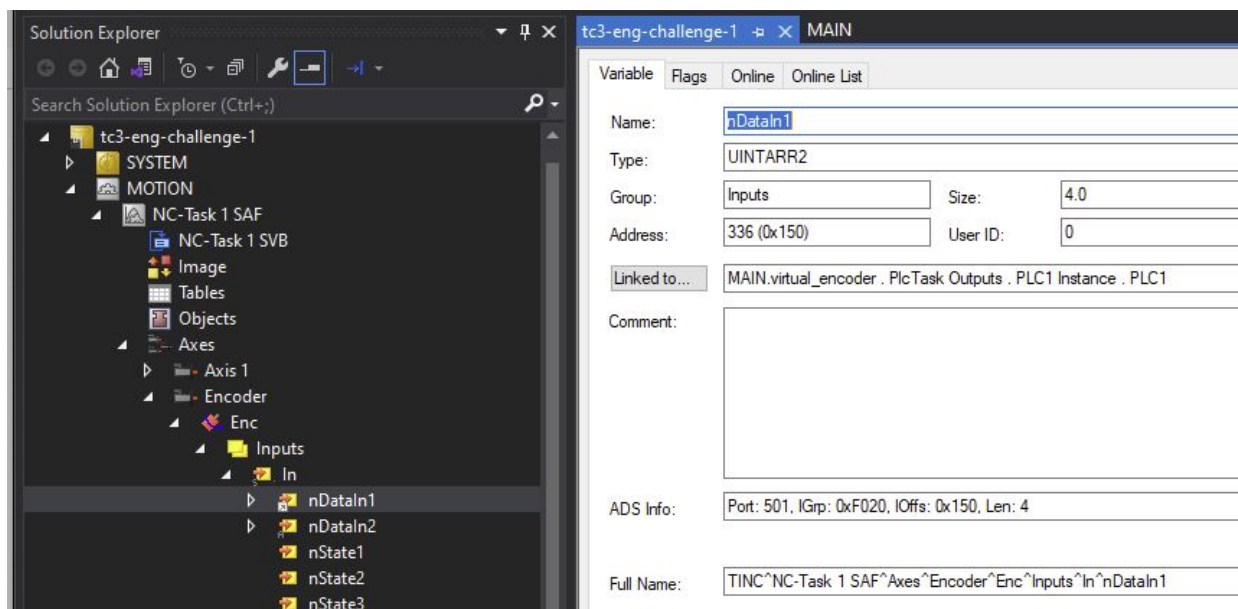 Solution Explorer
Search Solution Explorer (Ctrl+;)
tc3-eng-challenge-1
SYSTEM
MOTION
NC-Task 1 SAF
NC-Task 1 SVB
Image
Tables
Objects
Axes
Axis 1
Encoder
Enc
Inputs
In
nDataIn1
nDataIn2
nState1
nState2
nState3
tc3-eng-challenge-1 MAIN
Variable Flags Online Online List
Name: nDataIn1
Type: UINTARR2
Group: Inputs Size: 4.0
Address: 336 (0x150) User ID: 0
Linked to... MAIN.virtual_encoder . PlcTask Outputs . PLC1 Instance . PLC1
Comment:
ADS Info: Port: 501, IGrp: 0xF020, IOffs: 0x150, Len: 4
Full Name: TINC^NC-Task 1 SAF^Axes^Encoder^Enc^Inputs^In^nDataIn1